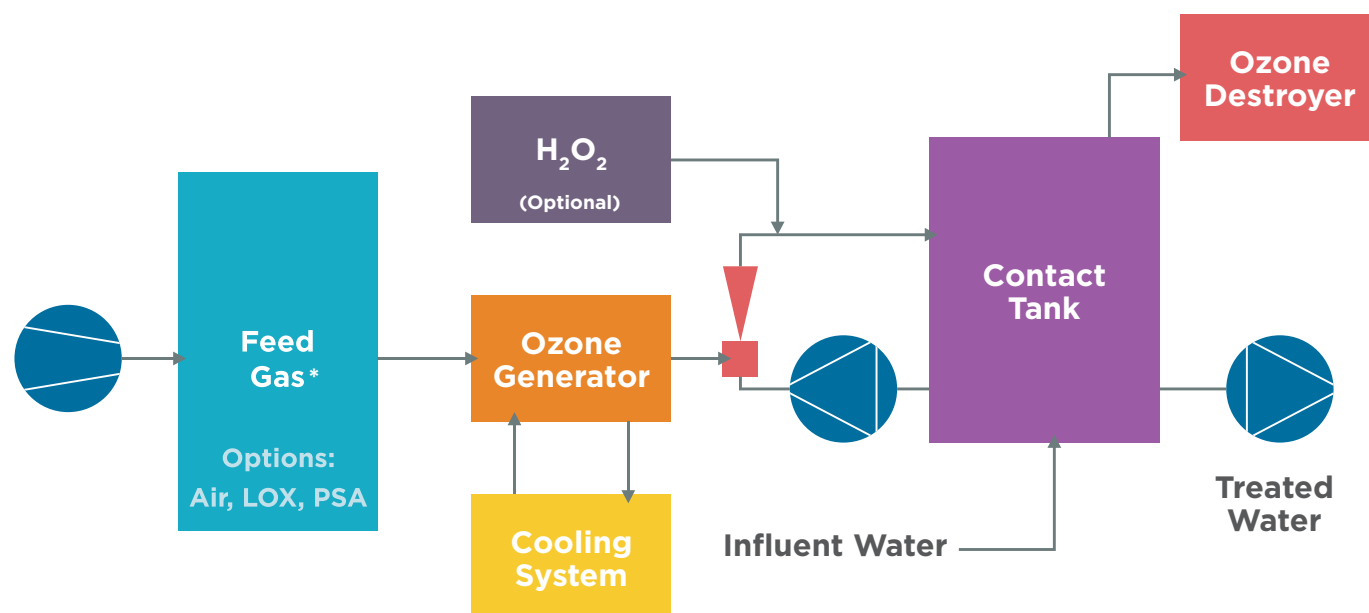 Ozone
Destroyer
H₂O₂
(Optional)
Contact
Tank
Feed
Gas*
Options:
Air, LOX, PSA
Ozone
Generator
Cooling
System
Influent Water
Treated
Water